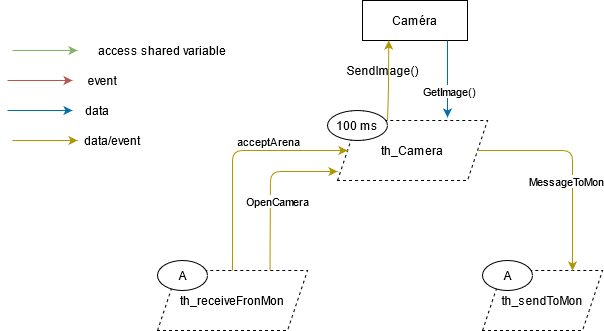 Caméra
access shared variable
SendImage()
event
GetImage()
data
100 ms
data/event
acceptArena
th_Camera
MessageToMon
OpenCamera
A
A
th_receiveFronMon
th_sendToMon